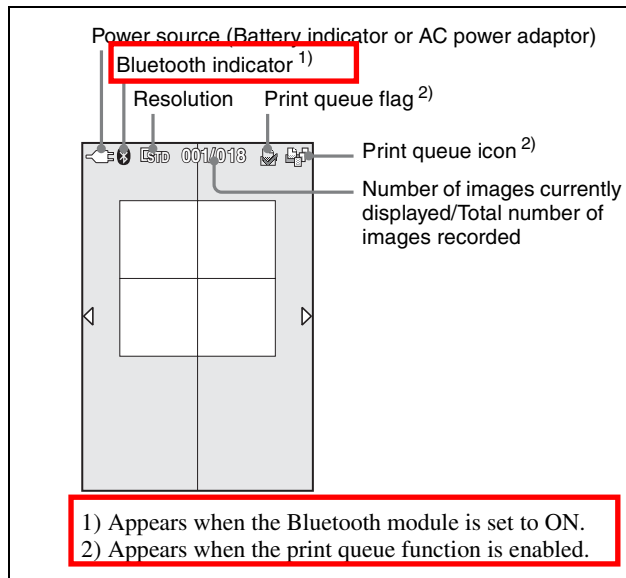 Power source (Battery indicator or AC power adaptor)
Bluetooth indicator 1)
Resolution
Print queue flag 2)
STD 001/018
Print queue icon 2)
Number of images currently
displayed/Total number of
images recorded
1) Appears when the Bluetooth module is set to ON.
2) Appears when the print queue function is enabled.